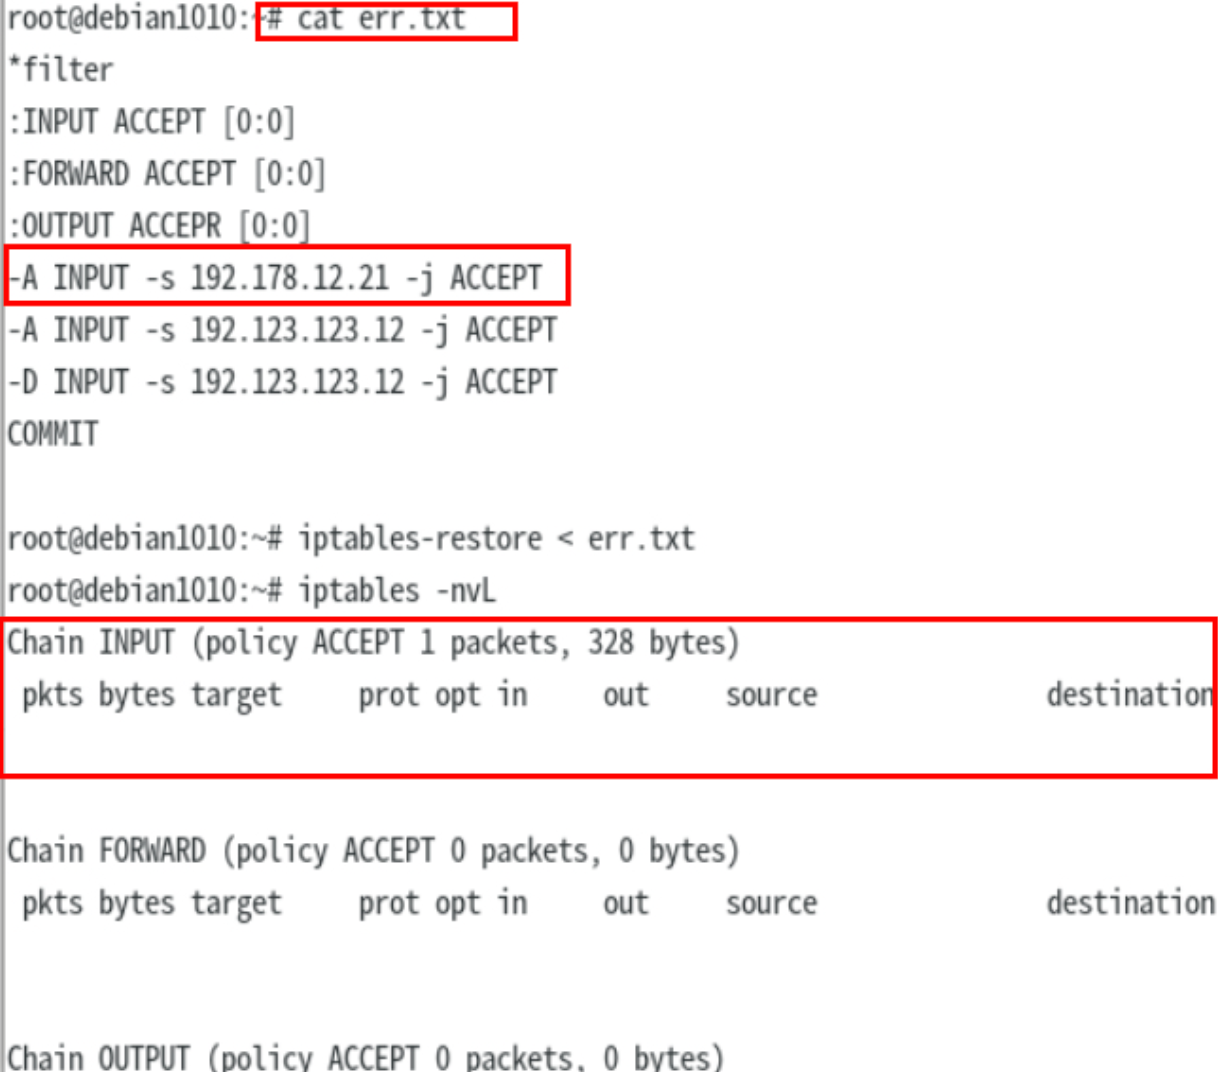 root@debian1010:~# cat err.txt
*filter
:INPUT ACCEPT [0:0]
:FORWARD ACCEPT [0:0]
:OUTPUT ACCEPR [0:0]
-A INPUT -s 192.178.12.21 -j ACCEPT
-A INPUT -s 192.123.123.12 -j ACCEPT
-D INPUT -s 192.123.123.12 -j ACCEPT
COMMIT
root@debian1010:~# iptables-restore < err.txt
root@debian1010:~# iptables -nvL
Chain INPUT (policy ACCEPT 1 packets, 328 bytes)
pkts bytes target prot opt in out source destination
Chain FORWARD (policy ACCEPT 0 packets, 0 bytes)
pkts bytes target prot opt in out source destination
Chain OUTPUT (policy ACCEPT 0 packets, 0 bytes)